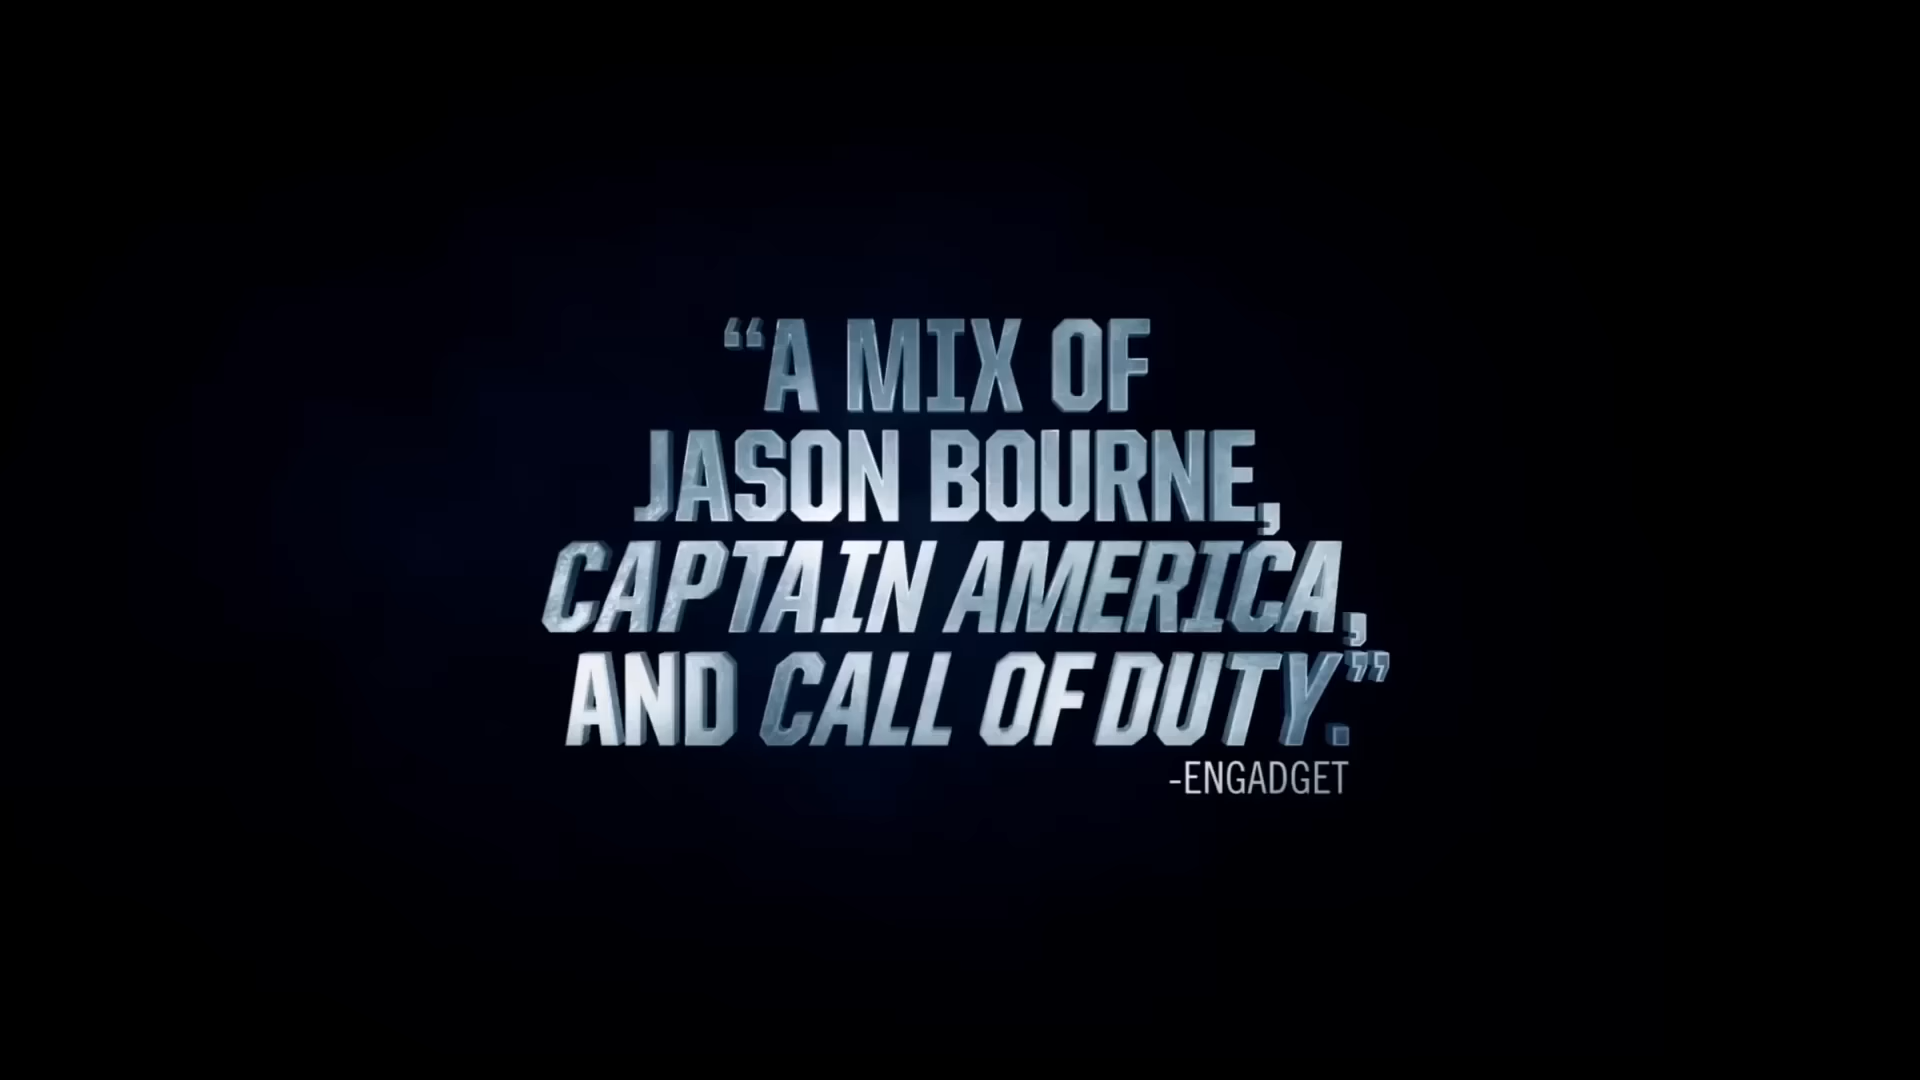 “A MIX OF
JASON BOURNE,
CAPTAIN AMERICA,
AND CALL OF DUTY.”
-ENGADGET